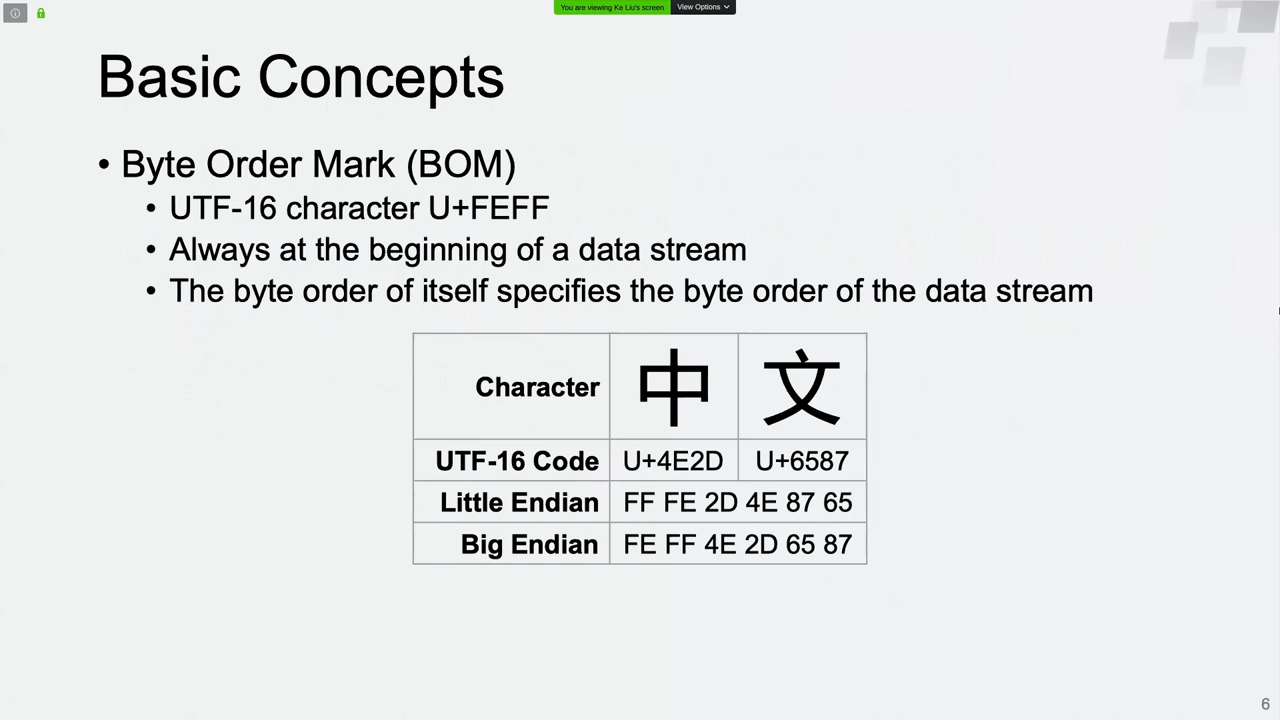 You are viewing Ke Liu's screen
View Options
Basic Concepts
• Byte Order Mark (BOM)
• UTF-16 character U+FEFF
• Always at the beginning of a data stream
• The byte order of itself specifies the byte order of the data stream
Character 中 文
UTF-16 Code U+4E2D U+6587
Little Endian FF FE 2D 4E 87 65
Big Endian FE FF 4E 2D 65 87
6